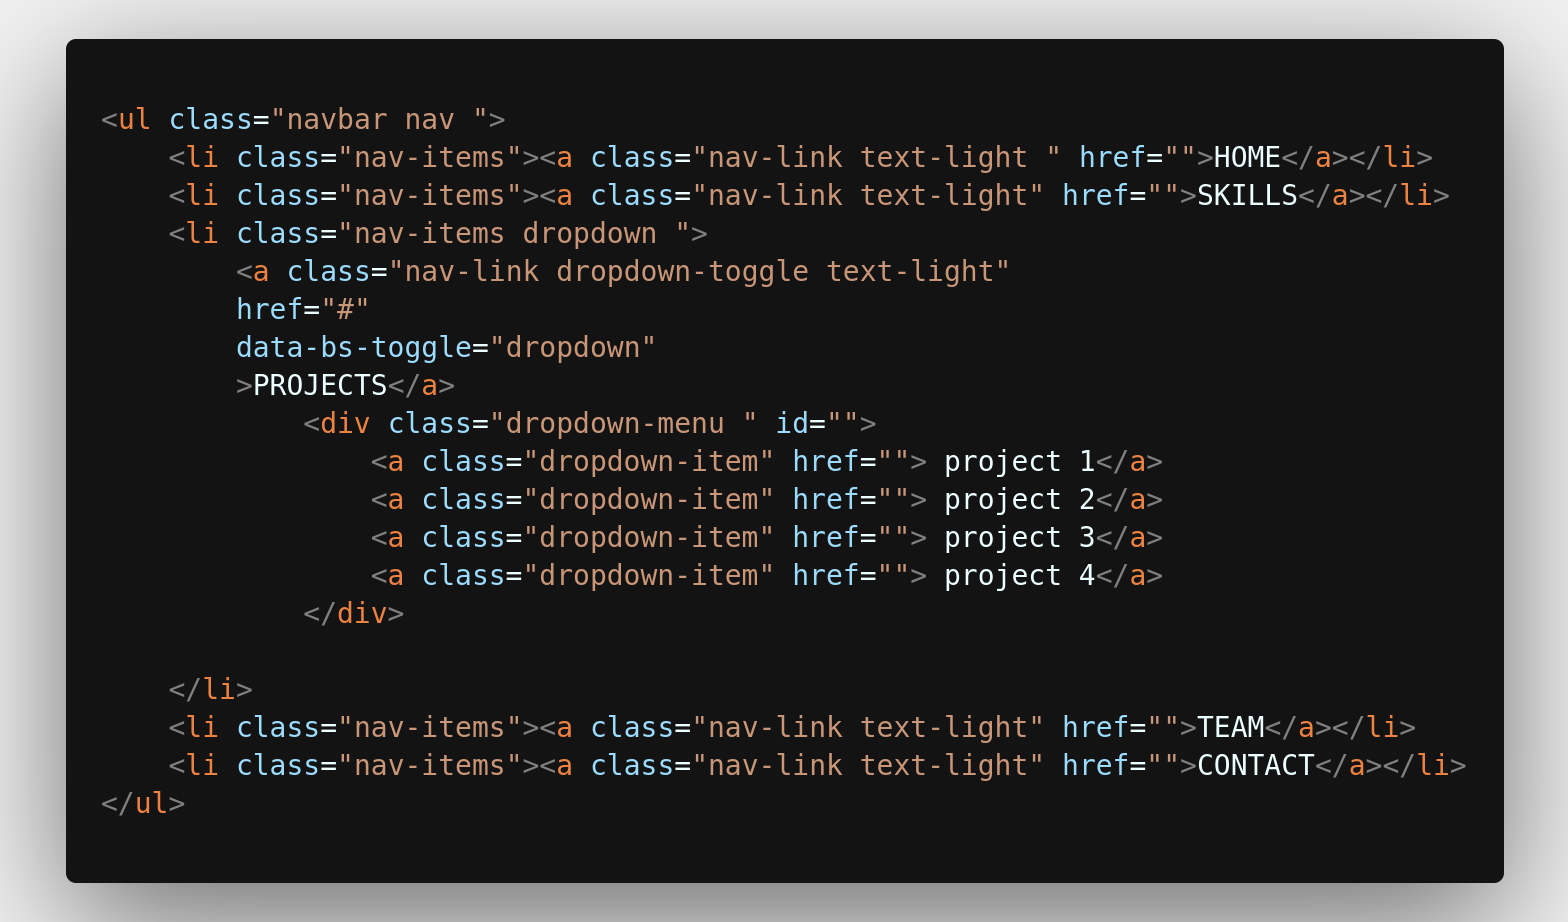 <ul class="navbar nav ">
    <li class="nav-items"><a class="nav-link text-light " href="">HOME</a></li>
    <li class="nav-items"><a class="nav-link text-light" href="">SKILLS</a></li>
    <li class="nav-items dropdown ">
        <a class="nav-link dropdown-toggle text-light"
        href="#"
        data-bs-toggle="dropdown"
        >PROJECTS</a>
            <div class="dropdown-menu " id="">
                <a class="dropdown-item" href=""> project 1</a>
                <a class="dropdown-item" href=""> project 2</a>
                <a class="dropdown-item" href=""> project 3</a>
                <a class="dropdown-item" href=""> project 4</a>
            </div>

    </li>
    <li class="nav-items"><a class="nav-link text-light" href="">TEAM</a></li>
    <li class="nav-items"><a class="nav-link text-light" href="">CONTACT</a></li>
</ul>